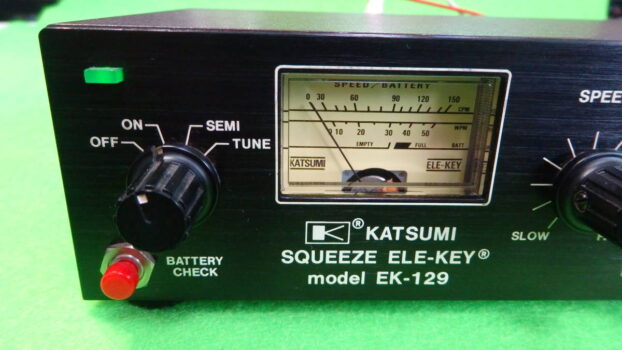 SPEED/BATTERY
0 30 60 90 120 150
CPM
10 20 30 40 50
WPM
EMPTY FULL BATT
KATSUMI ELE-KEY
ON SEMI
OFF TUNE
BATTERY
CHECK
® KATSUMI
SQUEEZE ELE-KEY®
model EK-129
SPEE
SLOW